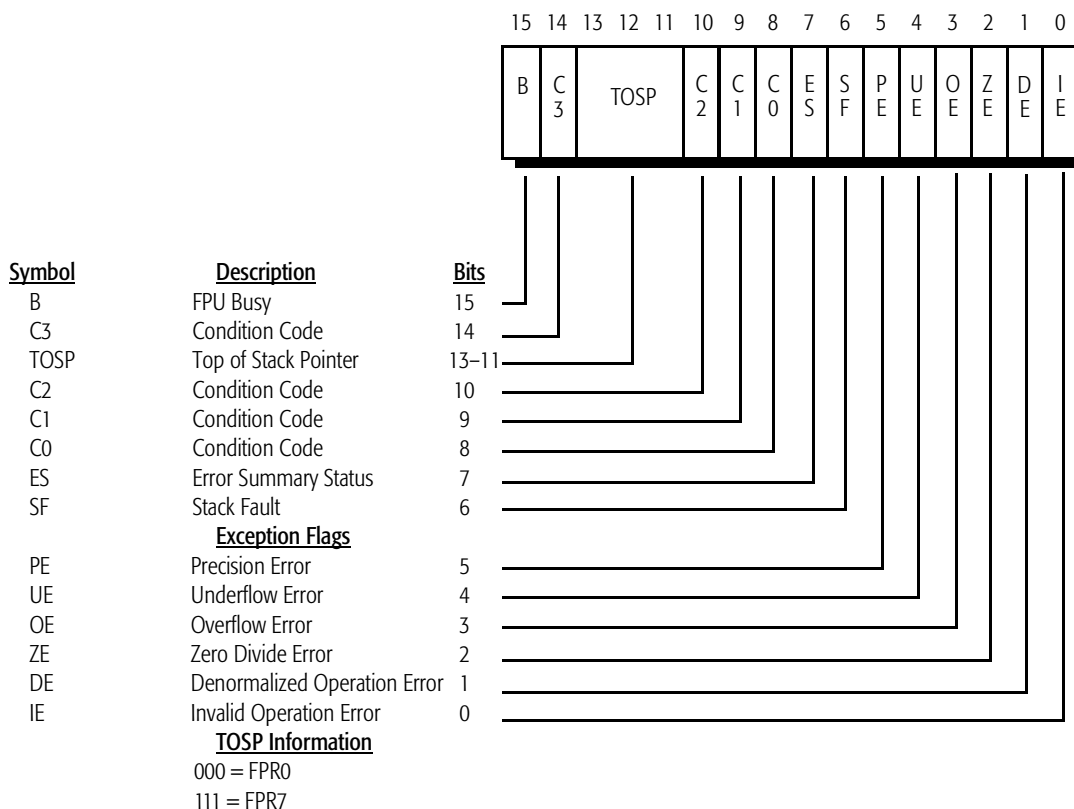 15 14 13 12 11 10 9 8 7 6 5 4 3 2 1 0
B C3 TOSP C2 C1 C0 ES SF PE UE OE ZE DE IE
Symbol Description Bits
B FPU Busy 15
C3 Condition Code 14
TOSP Top of Stack Pointer 13–11
C2 Condition Code 10
C1 Condition Code 9
C0 Condition Code 8
ES Error Summary Status 7
SF Stack Fault 6
Exception Flags
PE Precision Error 5
UE Underflow Error 4
OE Overflow Error 3
ZE Zero Divide Error 2
DE Denormalized Operation Error 1
IE Invalid Operation Error 0
TOSP Information
000 = FPR0
111 = FPR7